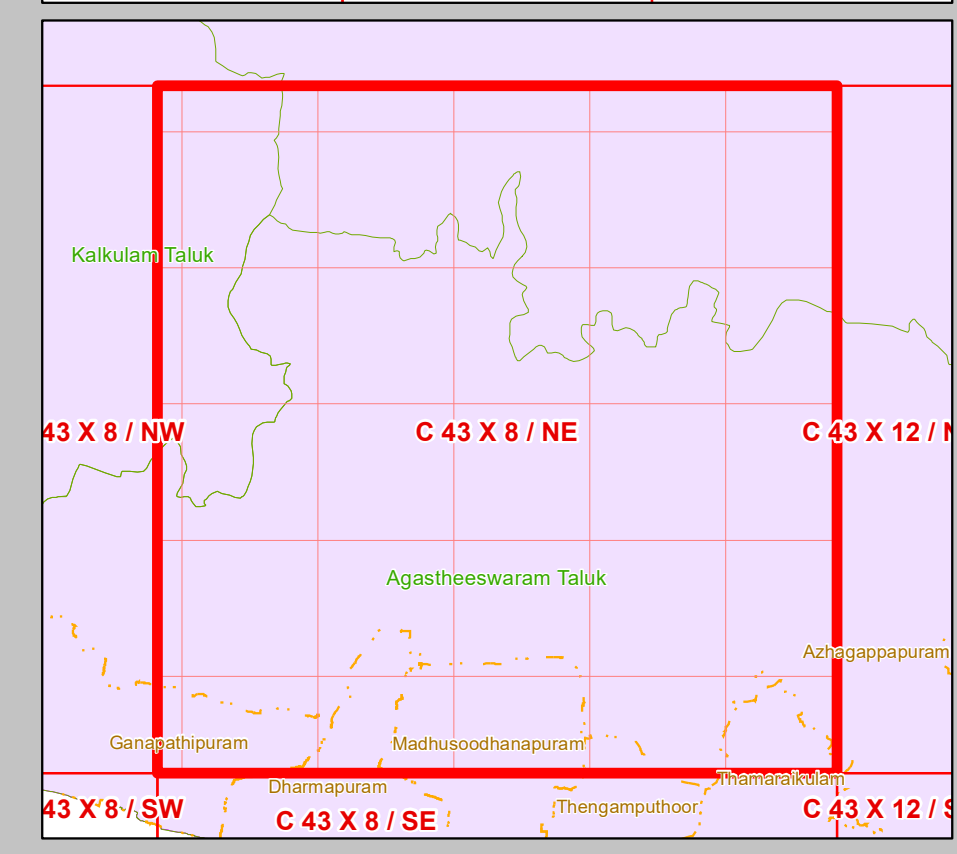 Kalkulam Taluk
43 X 8 / NW
C 43 X 8 / NE
C 43 X 12 / N
Agastheeswaram Taluk
Azhagappapuram
Ganapathipuram
Madhusoodhanapuram
Thamaraikulam
Dharmapuram
43 X 8 / SW
Thengamputhoor
C 43 X 12 / S
C 43 X 8 / SE